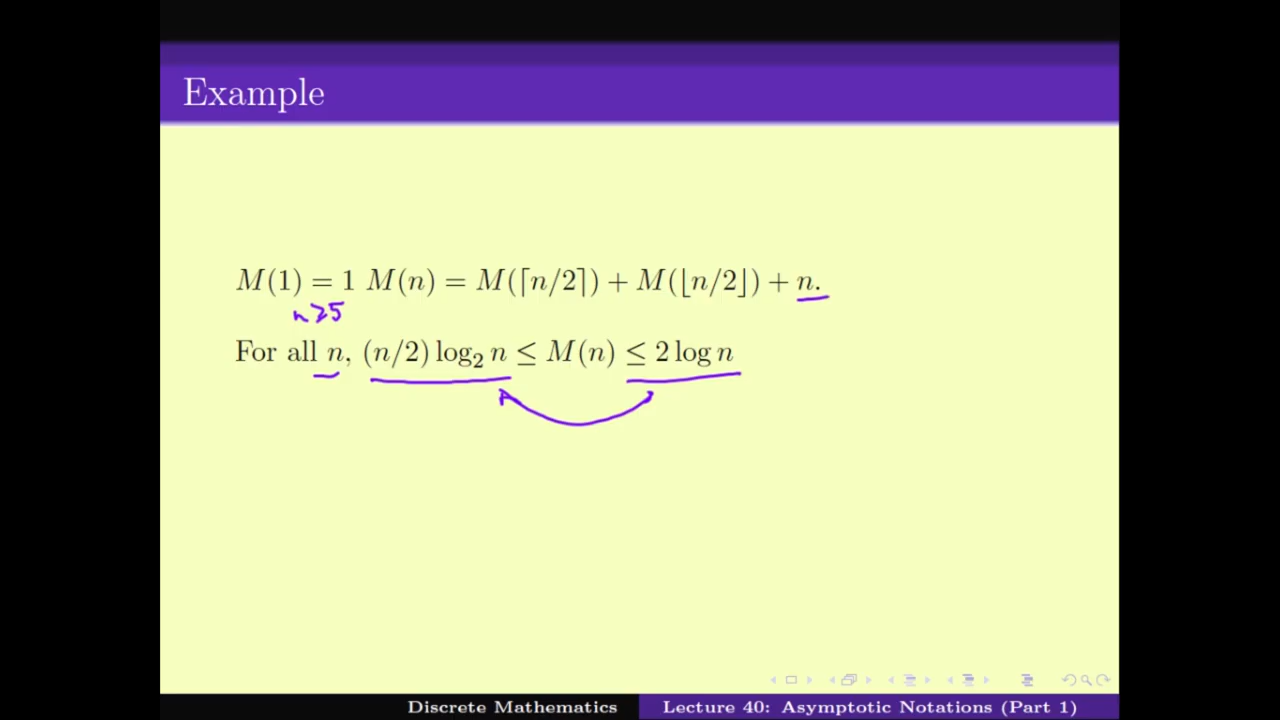 Example
M(1) = 1 M(n) = M(⌈n/2⌉) + M(⌊n/2⌋) + n.
n≥5
For all n, (n/2) log₂ n ≤ M(n) ≤ 2 log n
Discrete Mathematics Lecture 40: Asymptotic Notations (Part 1)